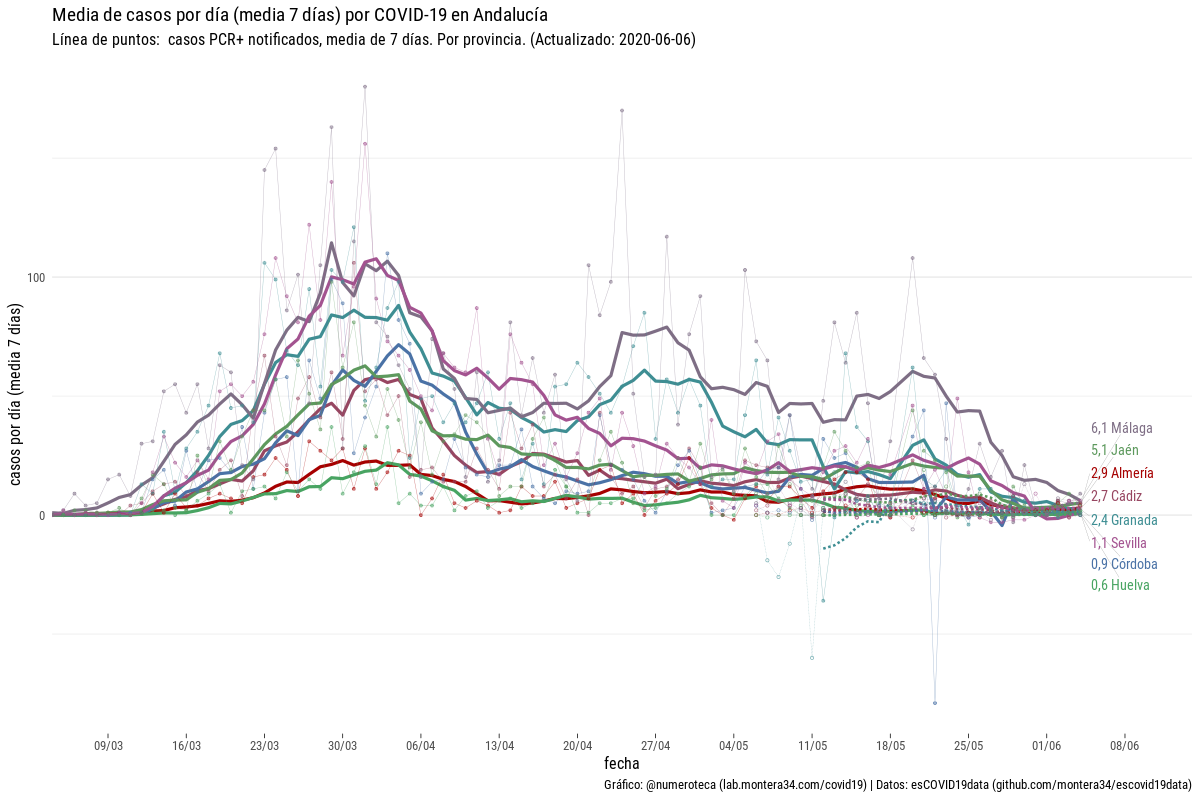 Media de casos por día (media 7 días) por COVID-19 en Andalucía
Línea de puntos:  casos PCR+ notificados, media de 7 días. Por provincia. (Actualizado: 2020-06-06)
casos por día (media 7 días)
100
0
6,1 Málaga
5,1 Jaén
2,9 Almería
2,7 Cádiz
2,4 Granada
1,1 Sevilla
0,9 Córdoba
0,6 Huelva
09/03 16/03 23/03 30/03 06/04 13/04 20/04 27/04 04/05 11/05 18/05 25/05 01/06 08/06
fecha
Gráfico: @numeroteca (lab.montera34.com/covid19) | Datos: esCOVID19data (github.com/montera34/escovid19data)